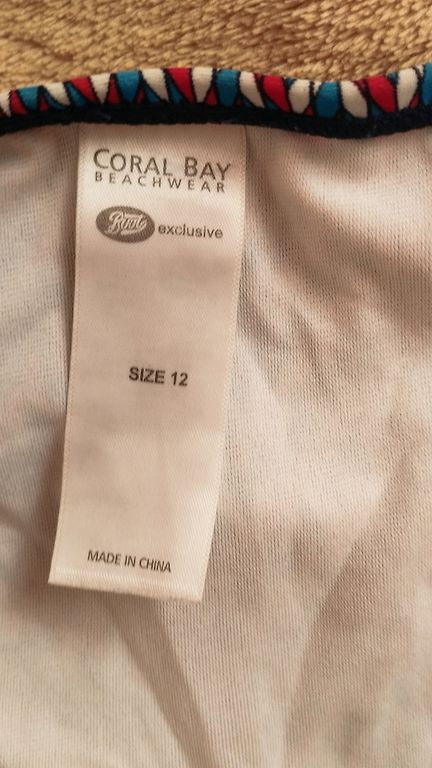 CORAL BAY
BEACHWEAR
Boots exclusive
SIZE 12
MADE IN CHINA